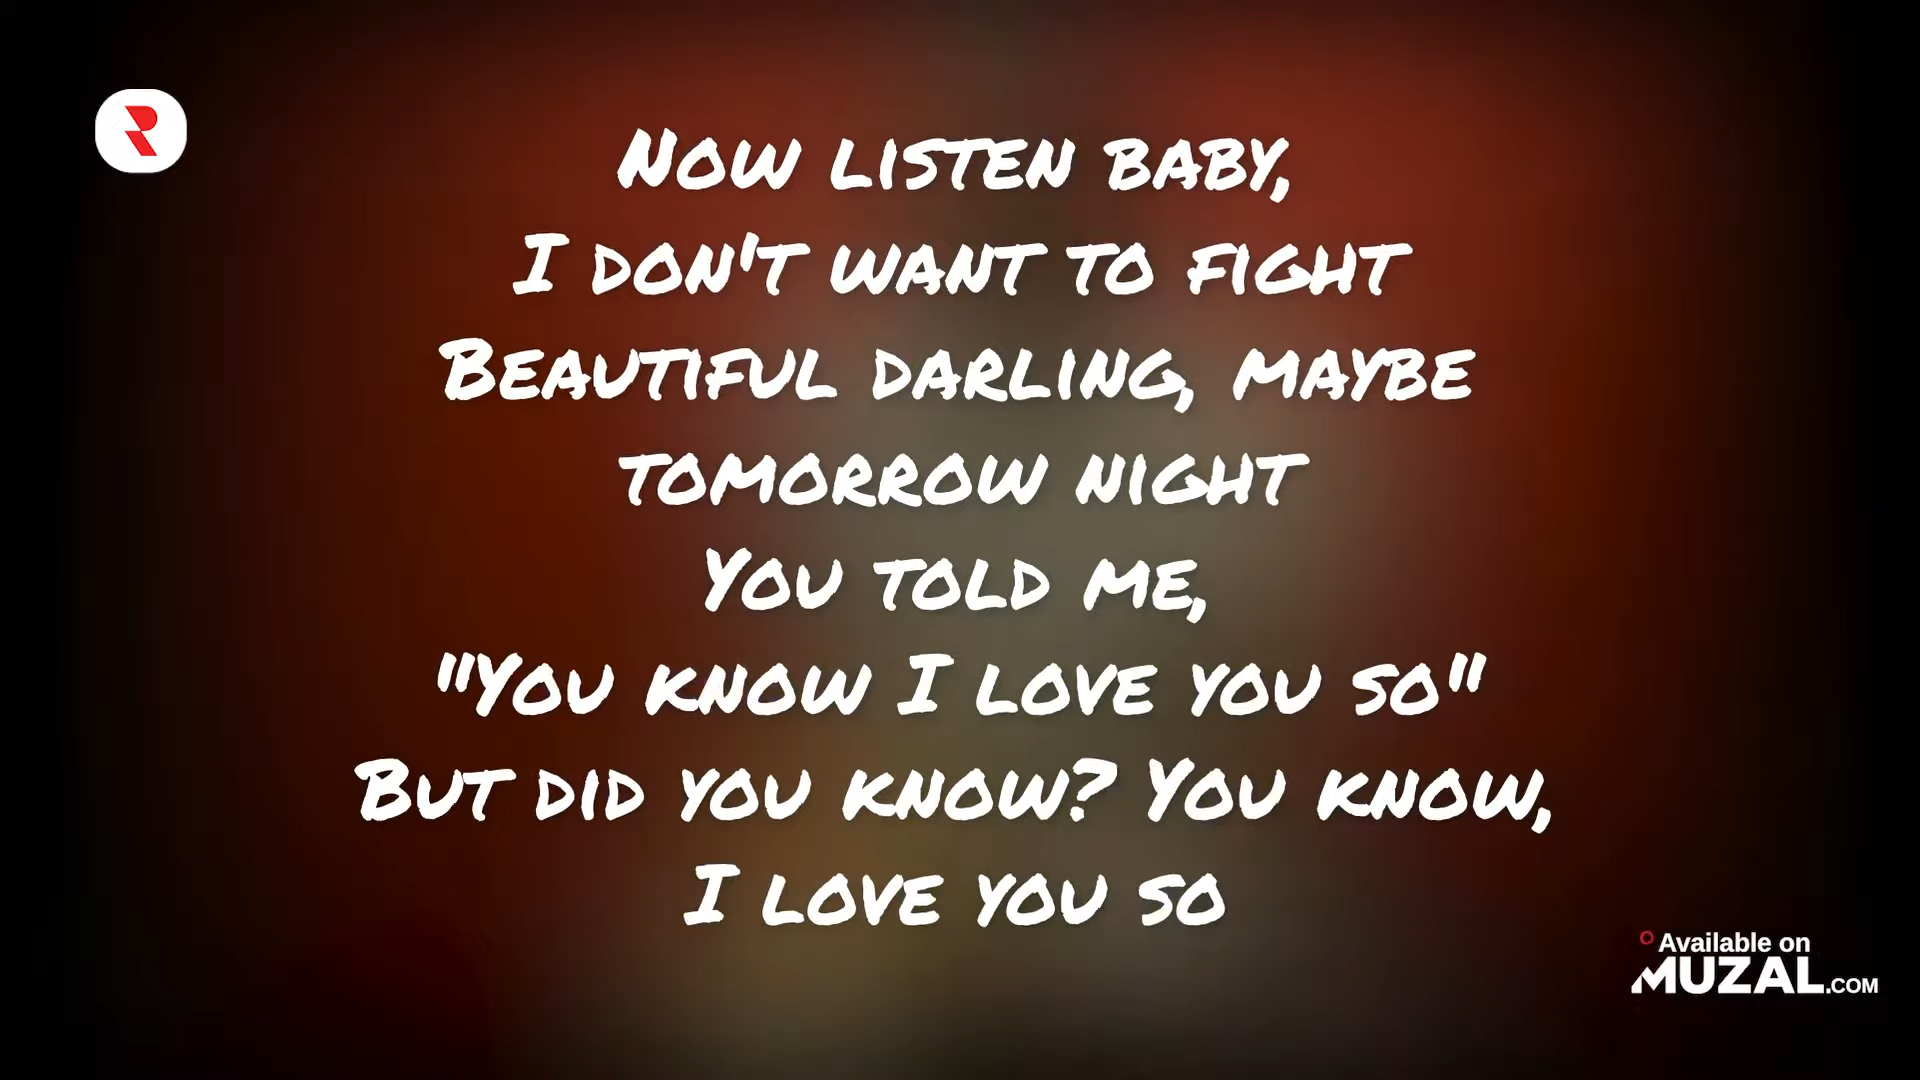 Now listen baby,
I don't want to fight
Beautiful darling, maybe
tomorrow night
You told me,
"You know I love you so"
But did you know? You know,
I love you so
Available on
MUZAL.COM